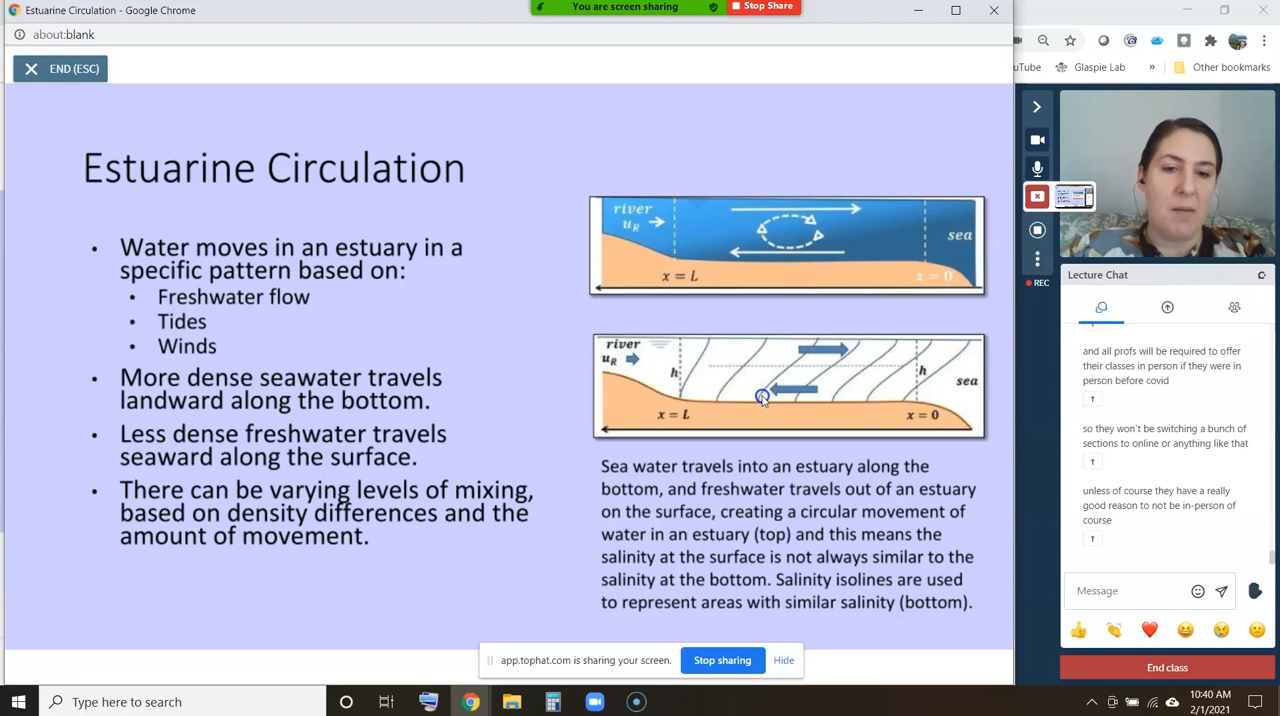 Estuarine Circulation - Google Chrome
You are screen sharing
Stop Share
about:blank
END (ESC)
uTube
Glaspie Lab
»
Other bookmarks
Estuarine Circulation
• Water moves in an estuary in a
specific pattern based on:
• Freshwater flow
• Tides
• Winds
• More dense seawater travels
landward along the bottom.
• Less dense freshwater travels
seaward along the surface.
• There can be varying levels of mixing,
based on density differences and the
amount of movement.
river
uR
sea
x = L
x = 0
river
uR
h
h
sea
x = L
x = 0
Sea water travels into an estuary along the
bottom, and freshwater travels out of an estuary
on the surface, creating a circular movement of
water in an estuary (top) and this means the
salinity at the surface is not always similar to the
salinity at the bottom. Salinity isolines are used
to represent areas with similar salinity (bottom).
REC
Lecture Chat
and all profs will be required to offer
their classes in person if they were in
person before covid
so they won't be switching a bunch of
sections to online or anything like that
unless of course they have a really
good reason to not be in-person of
course
Message
End class
app.tophat.com is sharing your screen.
Stop sharing
Hide
Type here to search
10:40 AM
2/1/2021